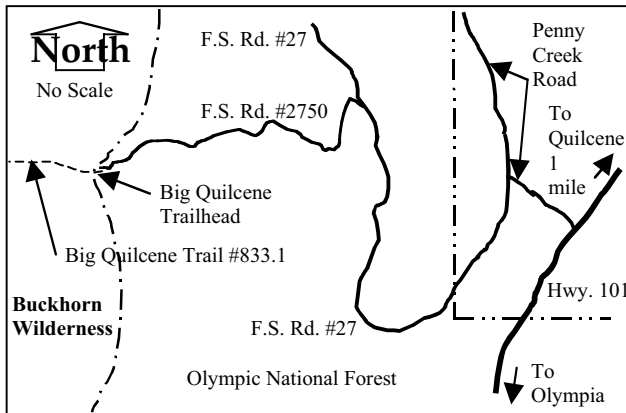 North
No Scale
F.S. Rd. #27
F.S. Rd. #2750
Penny
Creek
Road
To
Quilcene
1
mile
Big Quilcene
Trailhead
Big Quilcene Trail #833.1
Buckhorn
Wilderness
F.S. Rd. #27
Hwy. 101
Olympic National Forest
To
Olympia